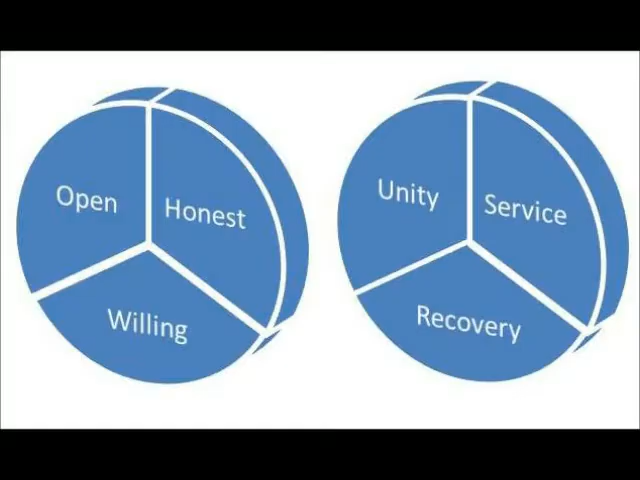 Open
Honest
Willing
Unity
Service
Recovery